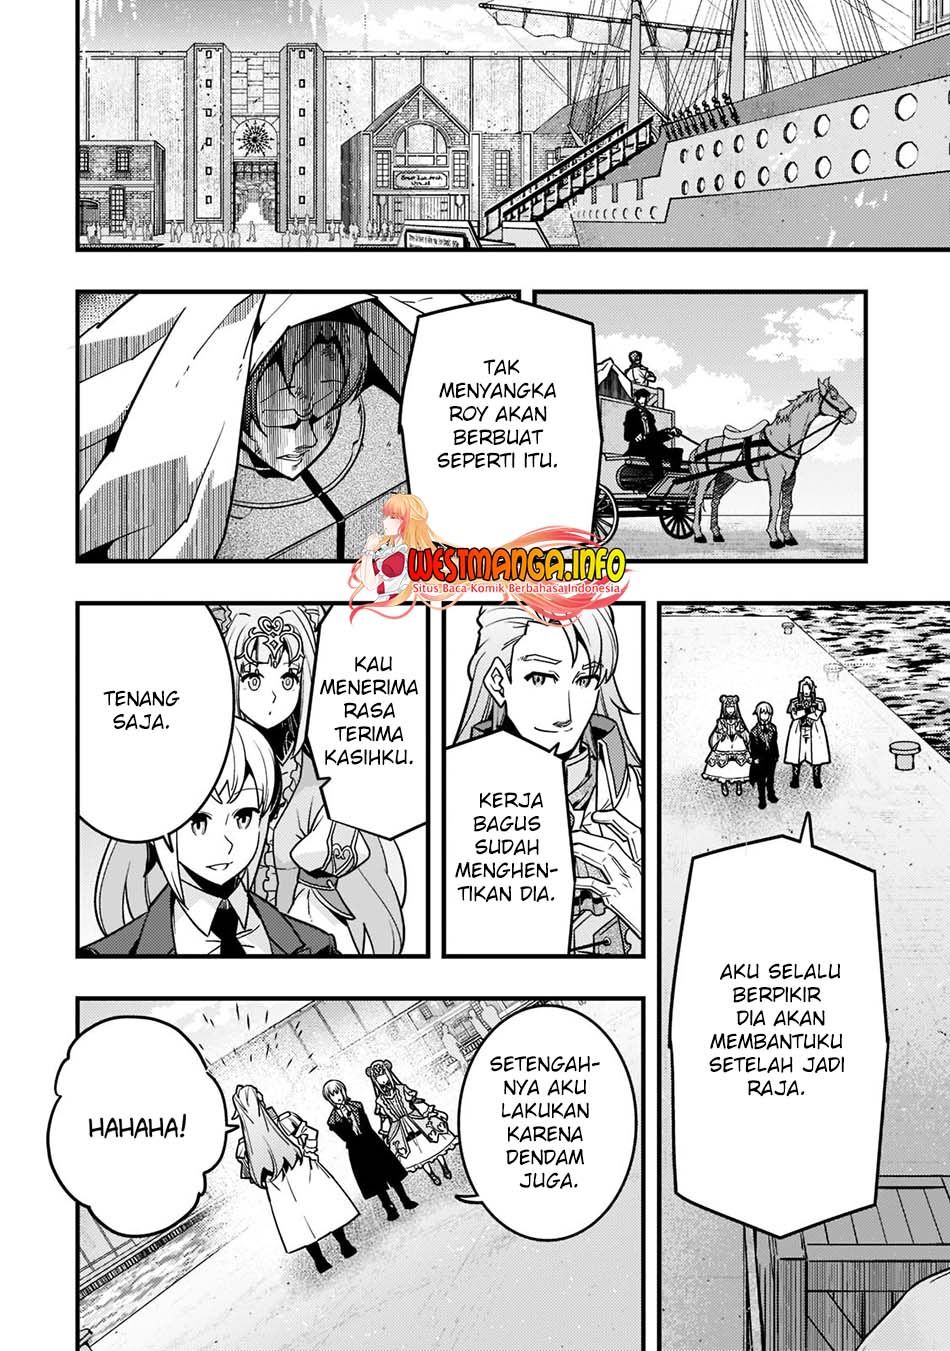 TAK
MENYANGKA
ROY AKAN
BERBUAT
SEPERTI ITU.
WESTMANGA.INFO
Situs Baca Komik Berbahasa Indonesia
AKU SELALU
BERPIKIR
DIA AKAN
MEMBANTUKU
SETELAH JADI
RAJA.
KERJA
BAGUS
SUDAH
MENGHEN-
TIKAN DIA.
KAU
MENERIMA
RASA
TERIMA
KASIHKU.
TENANG
SAJA.
SETENGAH-
NYA AKU
LAKUKAN
KARENA
DENDAM
JUGA.
HAHAHA!